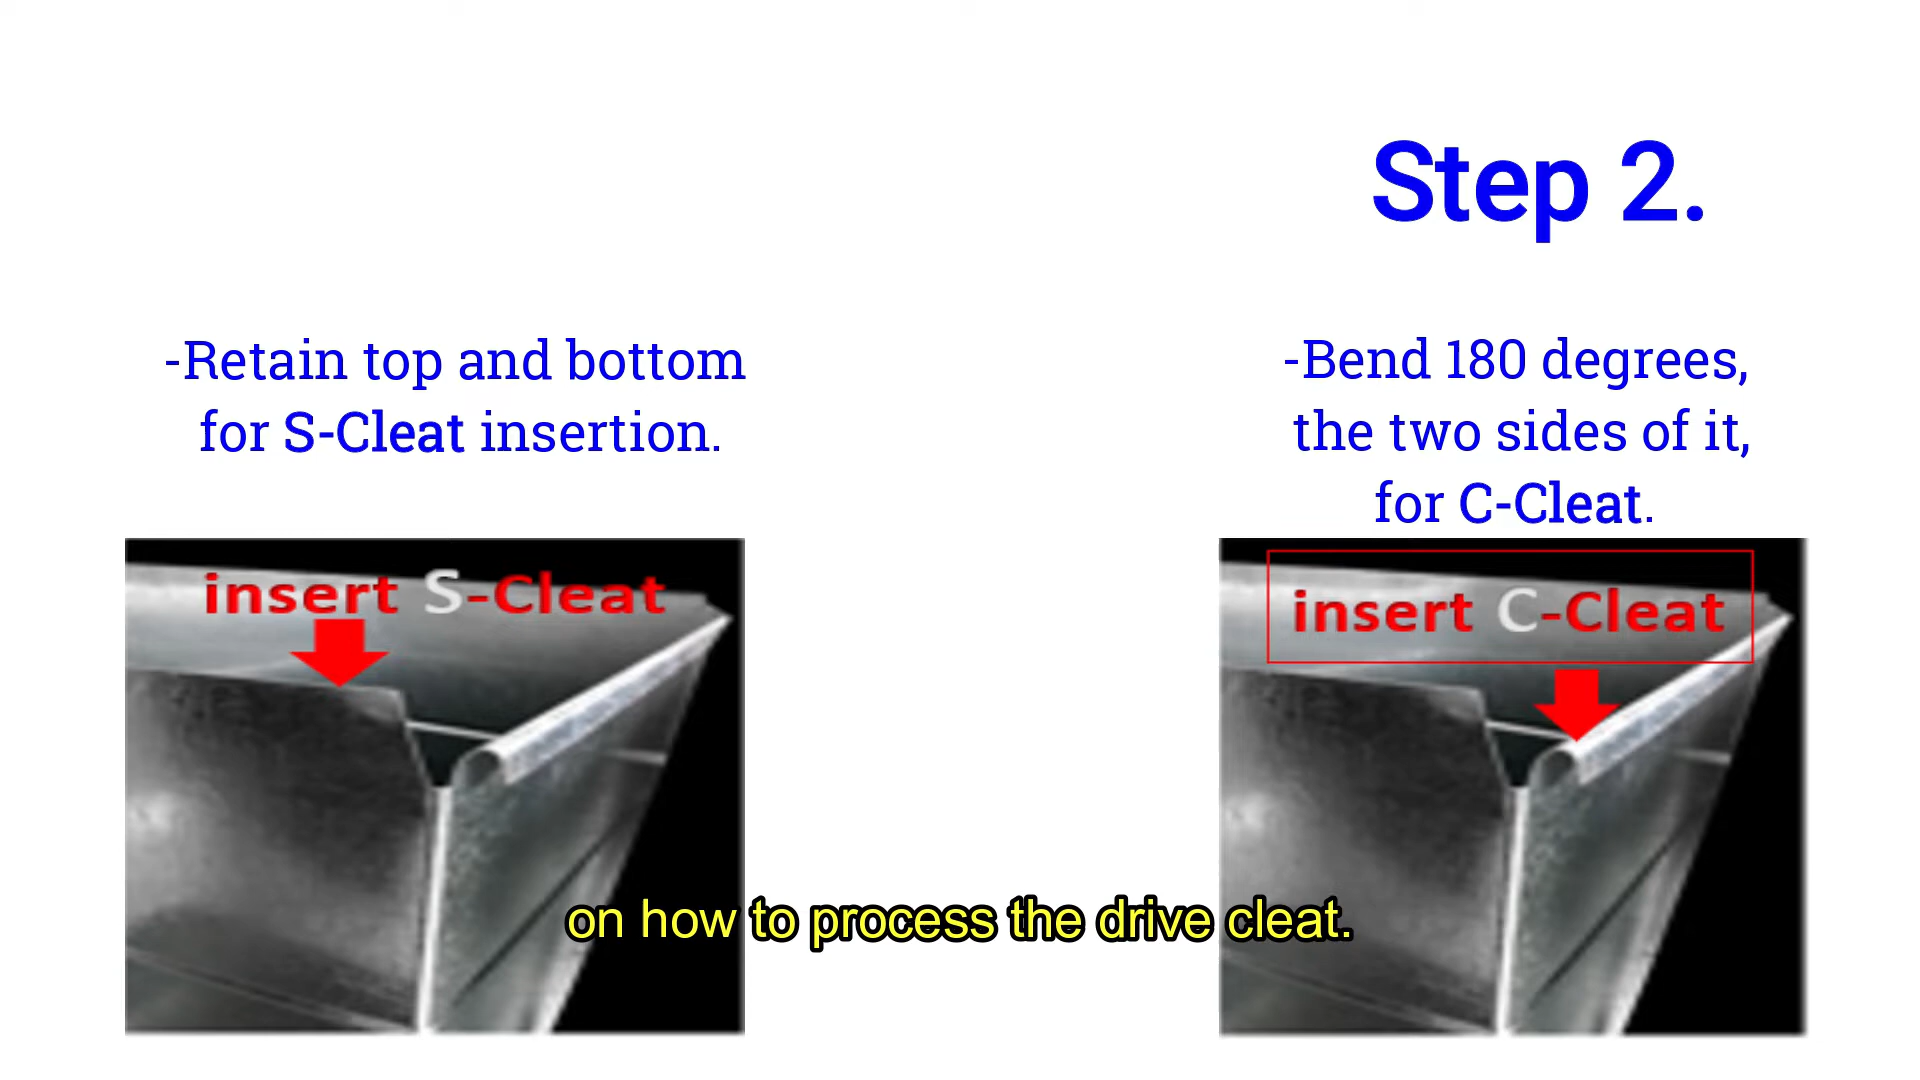 Step 2.
-Retain top and bottom
for S-Cleat insertion.
-Bend 180 degrees,
the two sides of it,
for C-Cleat.
insert S-Cleat
insert C-Cleat
on how to process the drive cleat.